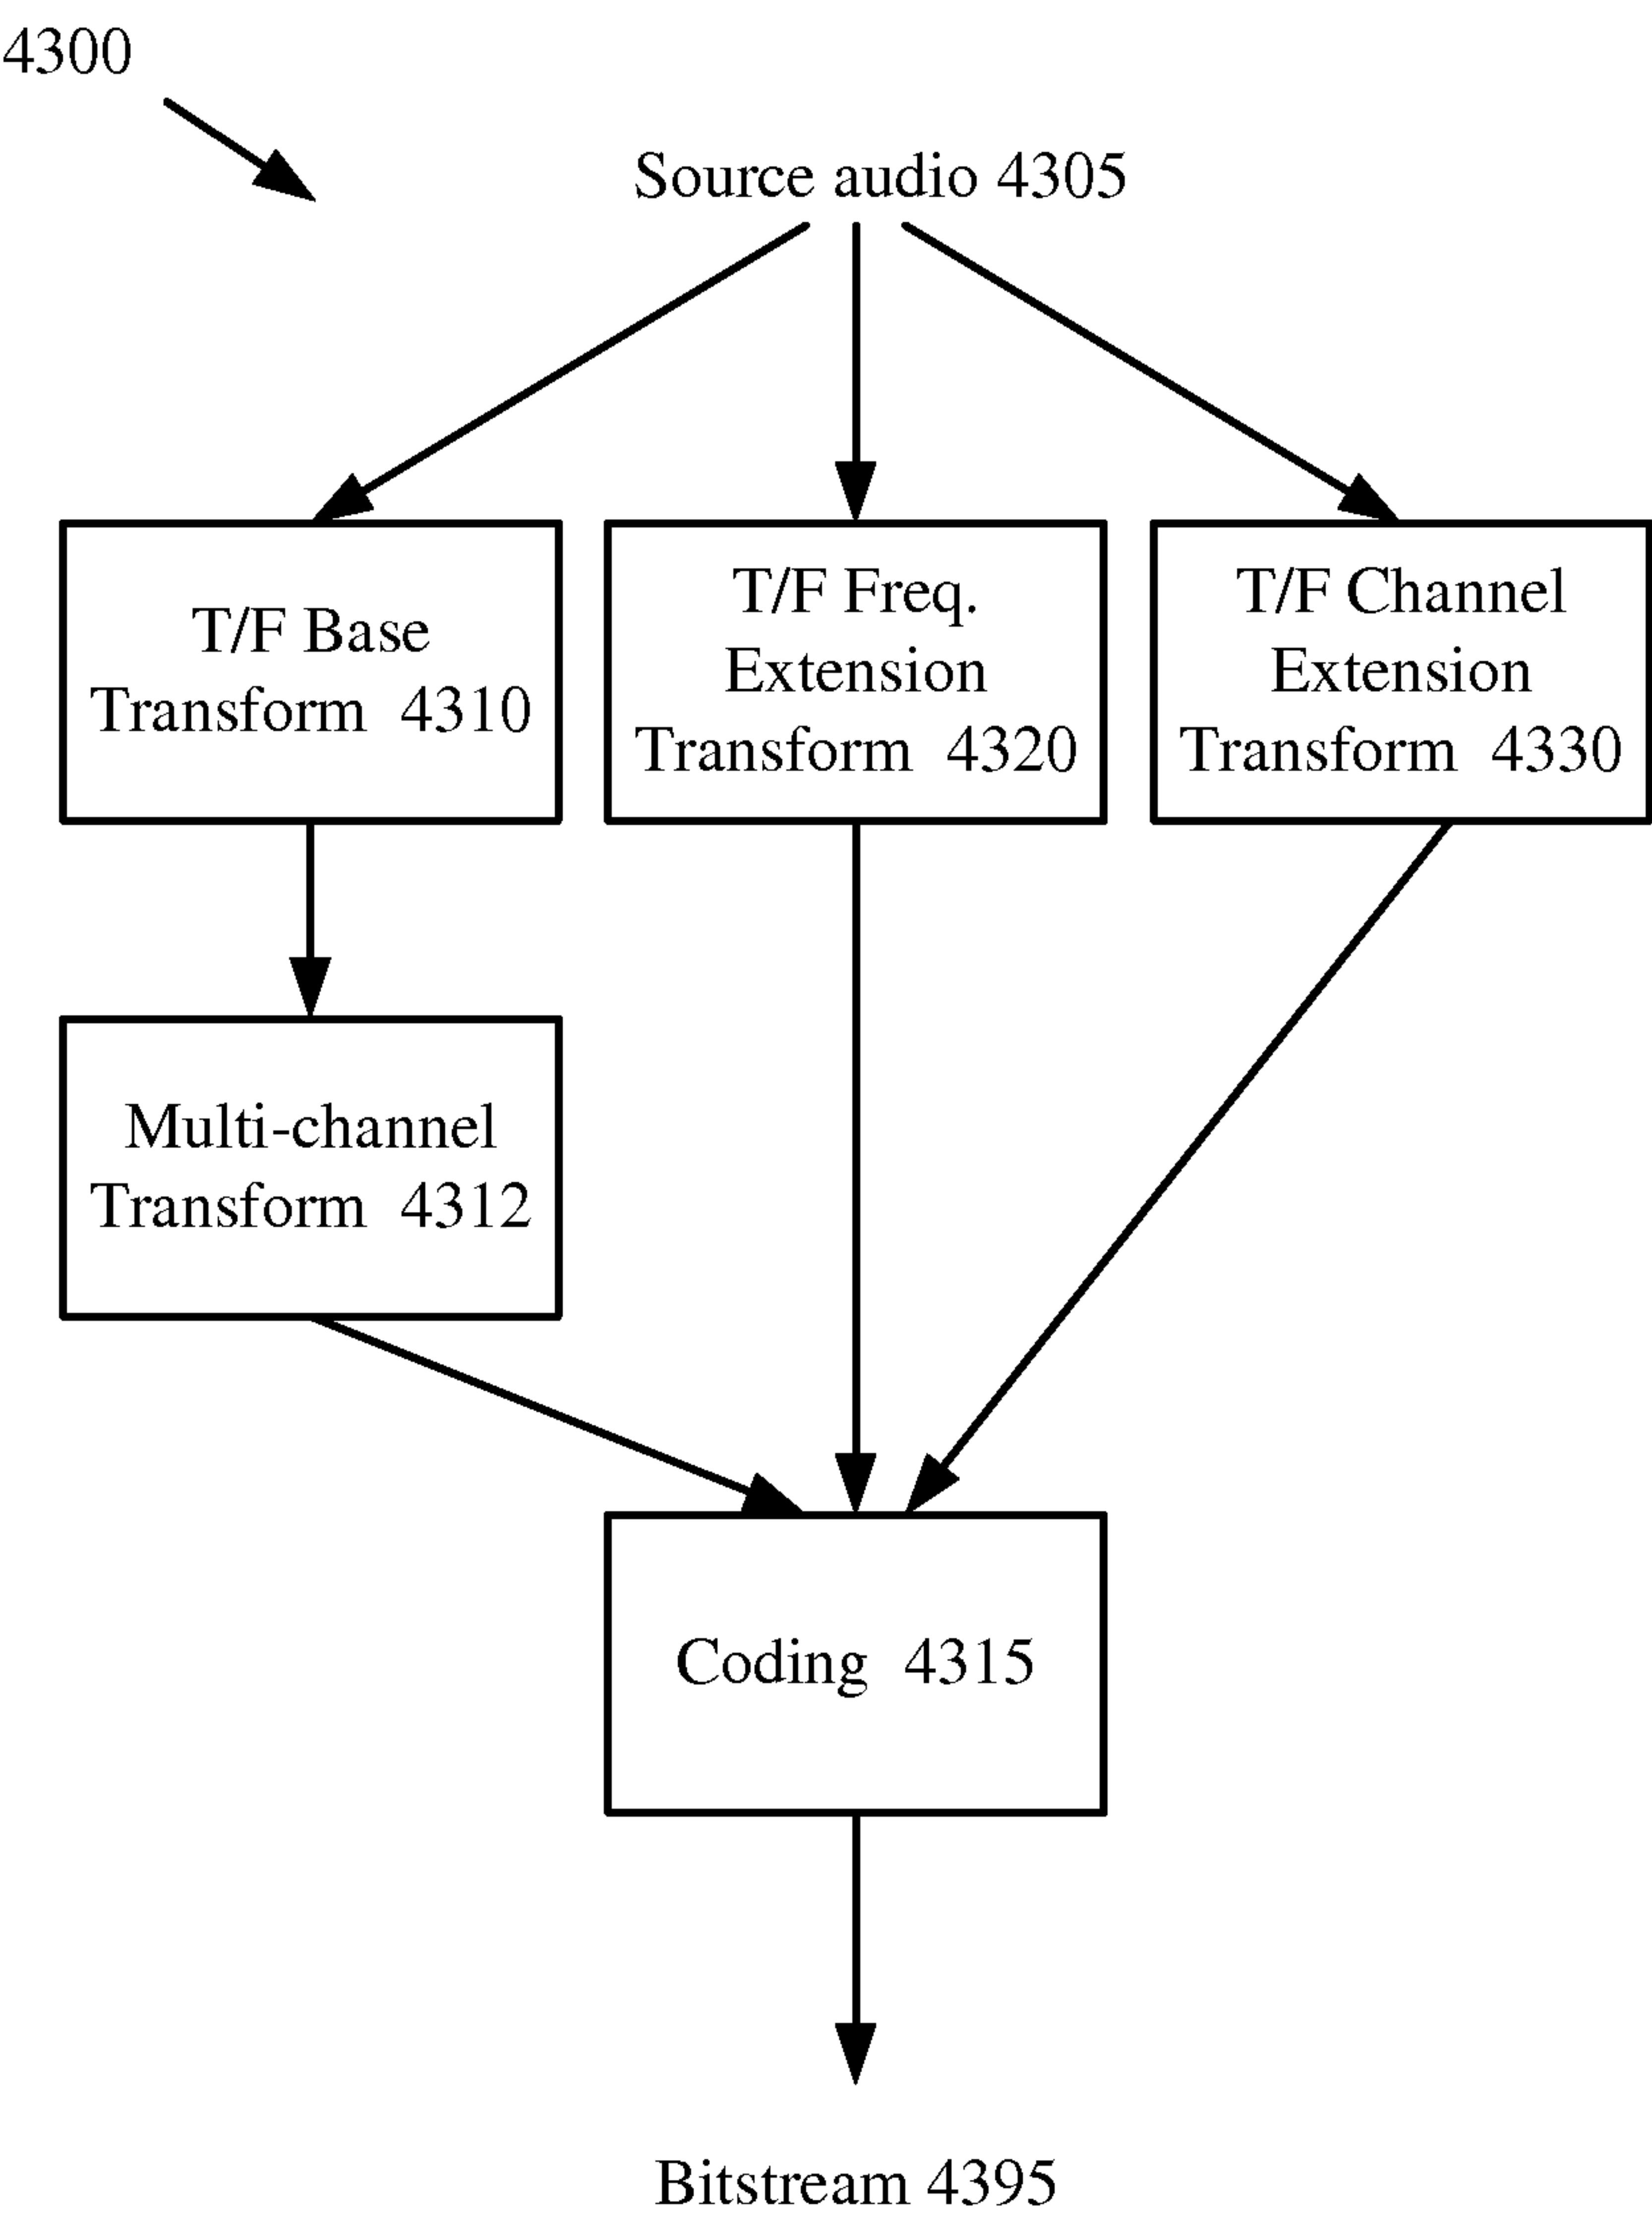 4300
Source audio 4305
T/F Base
Transform 4310
T/F Freq.
Extension
Transform 4320
T/F Channel
Extension
Transform 4330
Multi-channel
Transform 4312
Coding 4315
Bitstream 4395